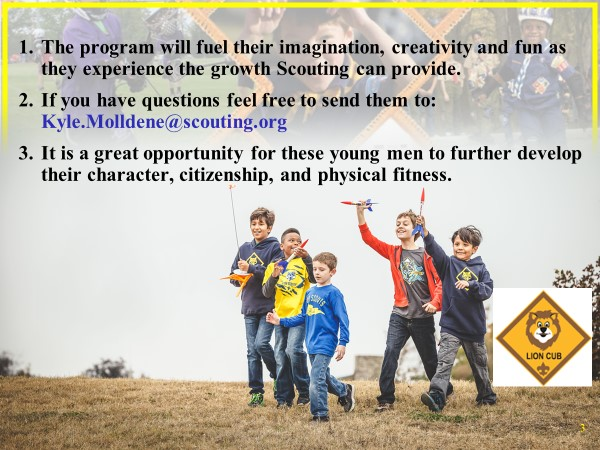 1. The program will fuel their imagination, creativity and fun as
they experience the growth Scouting can provide.
2. If you have questions feel free to send them to:
Kyle.Molldene@scouting.org
3. It is a great opportunity for these young men to further develop
their character, citizenship, and physical fitness.
LION CUB
3